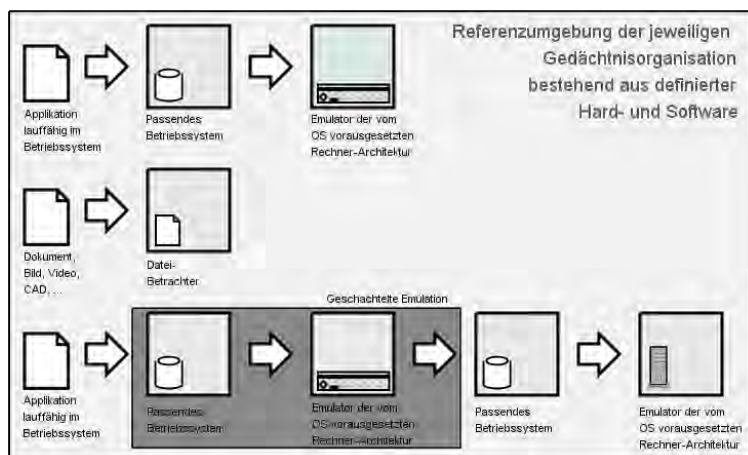 Referenzumgebung der jeweiligen
Gedächtnisorganisation
bestehend aus definierter
Hard- und Software
Applikation
lauffähig im
Betriebssystem
Passendes
Betriebssystem
Emulator der vom
OS vorausgesetzten
Rechner-Architektur
Dokument,
Bild, Video,
CAD, ...
Datei-
Betrachter
Geschachtelte Emulation
Applikation
lauffähig im
Betriebssystem
Passendes
Betriebssystem
Emulator der vom
OS vorausgesetzten
Rechner-Architektur
Passendes
Betriebssystem
Emulator der vom
OS vorausgesetzten
Rechner-Architektur